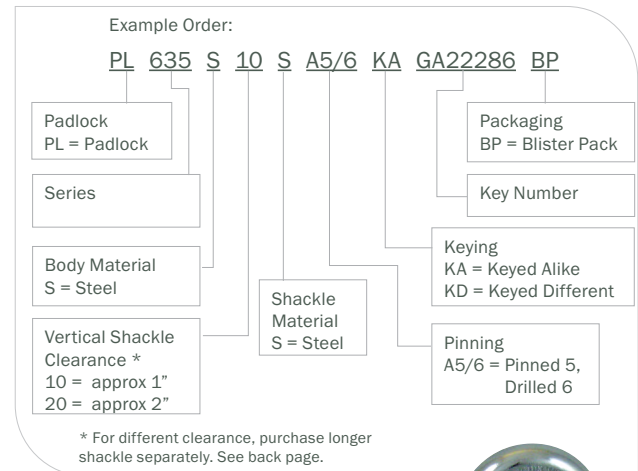 Example Order:
PL 635 S 10 S A5/6 KA GA22286 BP
Padlock
PL = Padlock
Packaging
BP = Blister Pack
Series
Key Number
Body Material
S = Steel
Keying
KA = Keyed Alike
KD = Keyed Different
Shackle
Material
S = Steel
Vertical Shackle
Clearance *
10 = approx 1”
20 = approx 2”
Pinning
A5/6 = Pinned 5,
Drilled 6
* For different clearance, purchase longer
shackle separately. See back page.